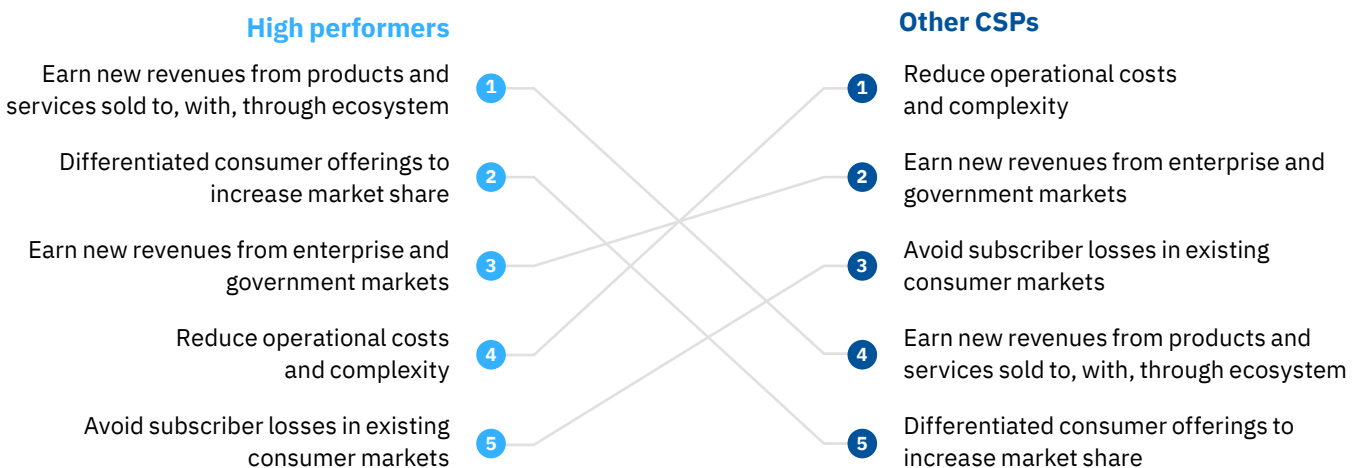 High performers
Earn new revenues from products and
services sold to, with, through ecosystem
1
Differentiated consumer offerings to
increase market share
2
Earn new revenues from enterprise and
government markets
3
Reduce operational costs
and complexity
4
Avoid subscriber losses in existing
consumer markets
5
Other CSPs
1
Reduce operational costs
and complexity
2
Earn new revenues from enterprise and
government markets
3
Avoid subscriber losses in existing
consumer markets
4
Earn new revenues from products and
services sold to, with, through ecosystem
5
Differentiated consumer offerings to
increase market share